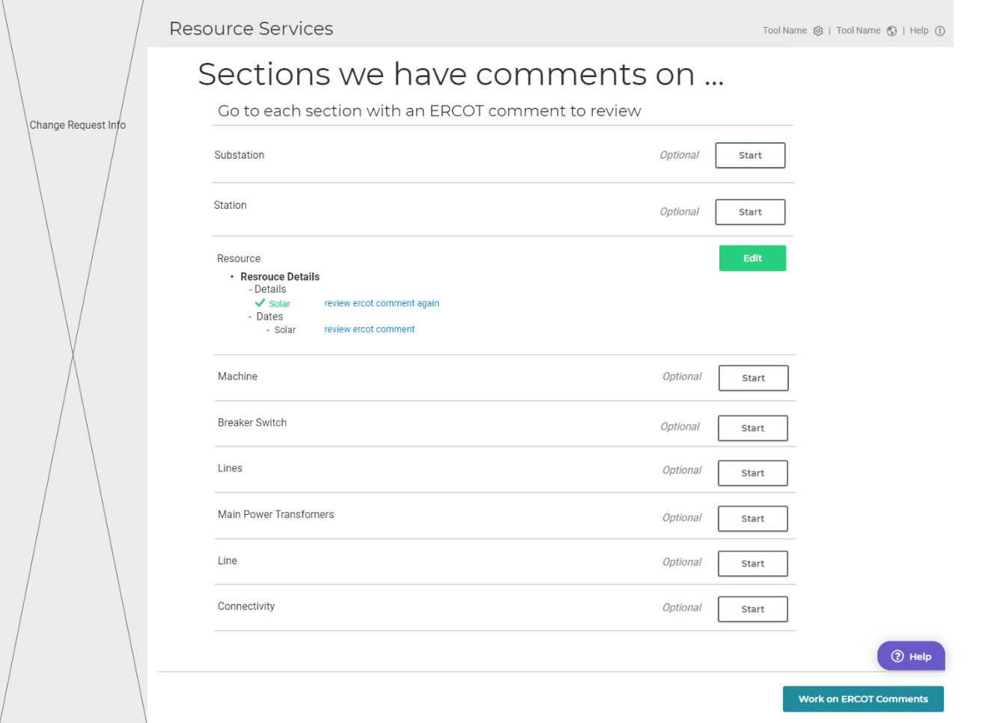 Resource Services
Tool Name | Tool Name | Help
Sections we have comments on ...
Go to each section with an ERCOT comment to review
Change Request Info
Substation Optional Start
Station Optional Start
Resource Edit
• Resrouce Details
- Details
Solar review ercot comment again
- Dates
- Solar review ercot comment
Machine Optional Start
Breaker Switch Optional Start
Lines Optional Start
Main Power Transfomers Optional Start
Line Optional Start
Connectivity Optional Start
Help
Work on ERCOT Comments